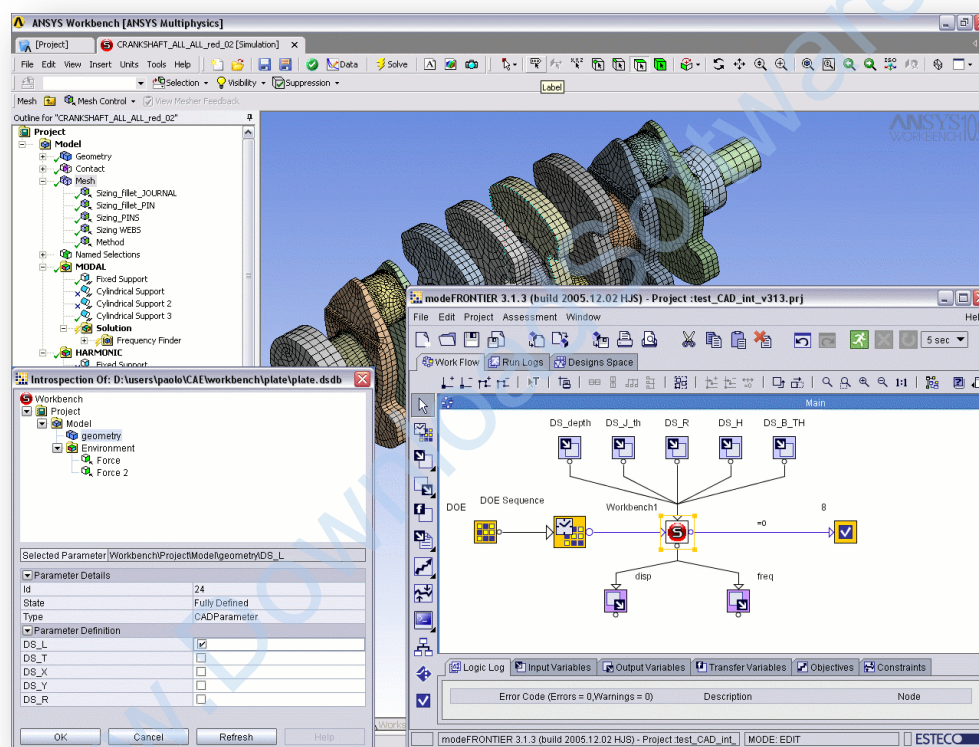 ANSYS Workbench [ANSYS Multiphysics]
[Project] CRANKSHAFT_ALL_ALL_red_02 [Simulation] x
File Edit View Insert Units Tools Help Data Solve
Selection Visibility Suppression
Label
Mesh Mesh Control View Mesher Feedback
Outline for "CRANKSHAFT_ALL_ALL_red_02"
Project
Model
Geometry
Contact
Mesh
Sizing_fillet_JOURNAL
Sizing_fillet_PIN
Sizing_PINS
Sizing WEBS
Method
Named Selections
MODAL
Fixed Support
Cylindrical Support
Cylindrical Support 2
Cylindrical Support 3
Solution
Frequency Finder
HARMONIC
Fixed Support
ANSYS
WORKBENCH 10
Introspection Of: D:\users\paolo\CAE\workbench\plate\plate.dsdb
Workbench
Project
Model
geometry
Environment
Force
Force 2
Selected Parameter Workbench\Project\Model\geometry\DS_L
Parameter Details
Id 24
State Fully Defined
Type CADParameter
Parameter Definition
DS_L
DS_T
DS_X
DS_Y
DS_R
OK Cancel Refresh Help
Works
modeFRONTIER 3.1.3 (build 2005.12.02 HJS) - Project :test_CAD_int_v313.prj
File Edit Project Assessment Window Hel
5 sec
Work Flow Run Logs Designs Space
1:1
Main
DS_depth DS_J_th DS_R DS_H DS_B_TH
DOE DOE Sequence Workbench1 =0 8
disp freq
Logic Log Input Variables Output Variables Transfer Variables Objectives Constraints
Error Code (Errors = 0,Warnings = 0) Description Node
modeFRONTIER 3.1.3 (build 2005.12.02 HJS) - Project :test_CAD_int_ MODE: EDIT ESTECO